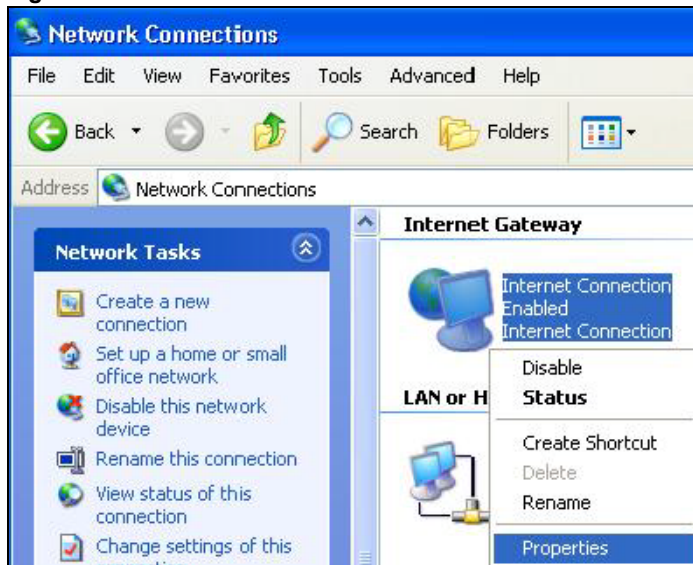 Network Connections
File Edit View Favorites Tools Advanced Help
Back Search Folders
Address Network Connections
Network Tasks
Create a new
connection
Set up a home or small
office network
Disable this network
device
Rename this connection
View status of this
connection
Change settings of this
Internet Gateway
Internet Connection
Enabled
Internet Connection
LAN or H
Disable
Status
Create Shortcut
Delete
Rename
Properties